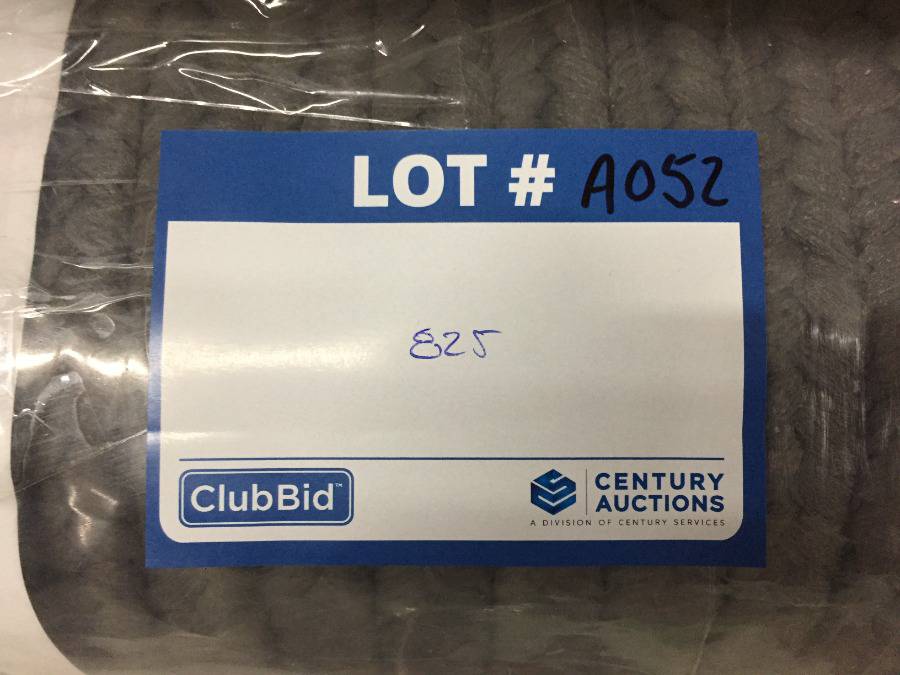 LOT # A052
825
ClubBid™
CENTURY
AUCTIONS
A DIVISION OF CENTURY SERVICES